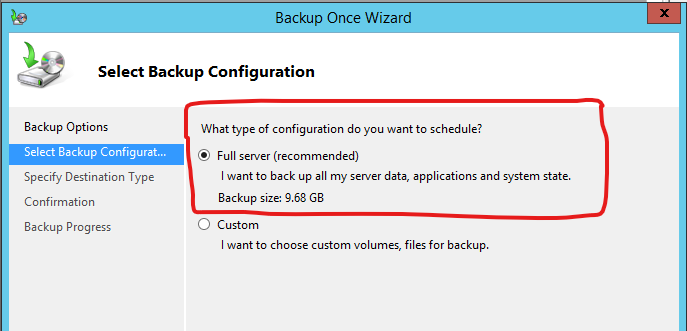 Backup Once Wizard
x
Select Backup Configuration
Backup Options
Select Backup Configurat...
Specify Destination Type
Confirmation
Backup Progress
What type of configuration do you want to schedule?
Full server (recommended)
I want to back up all my server data, applications and system state.
Backup size: 9.68 GB
Custom
I want to choose custom volumes, files for backup.